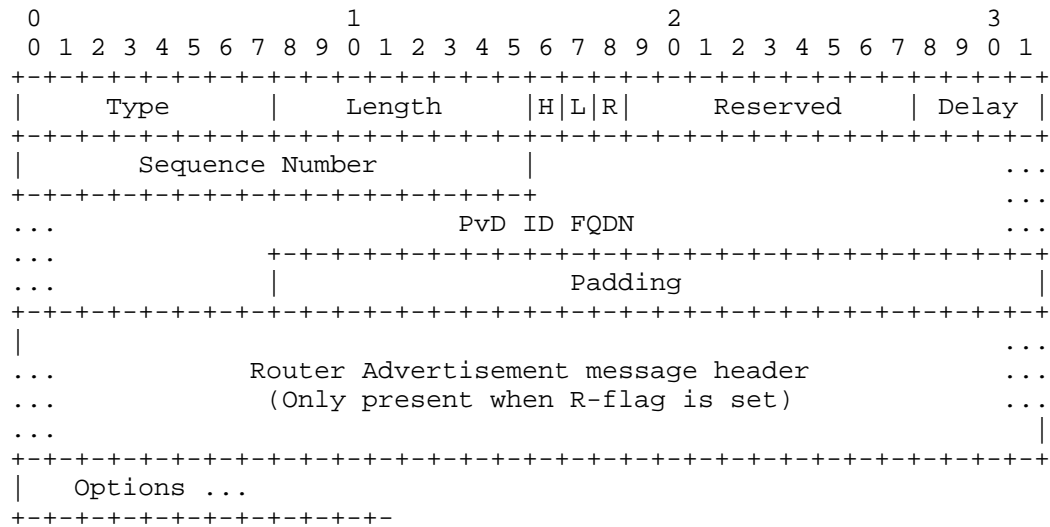 0                   1                   2                   3
 0 1 2 3 4 5 6 7 8 9 0 1 2 3 4 5 6 7 8 9 0 1 2 3 4 5 6 7 8 9 0 1
+-+-+-+-+-+-+-+-+-+-+-+-+-+-+-+-+-+-+-+-+-+-+-+-+-+-+-+-+-+-+-+-+
|     Type      |    Length     |H|L|R|     Reserved    | Delay |
+-+-+-+-+-+-+-+-+-+-+-+-+-+-+-+-+-+-+-+-+-+-+-+-+-+-+-+-+-+-+-+-+
|       Sequence Number         |                             ...
+-+-+-+-+-+-+-+-+-+-+-+-+-+-+-+-+                             ...
...                         PvD ID FQDN                       ...
...             +-+-+-+-+-+-+-+-+-+-+-+-+-+-+-+-+-+-+-+-+-+-+-+-+
...             |                  Padding                      |
+-+-+-+-+-+-+-+-+-+-+-+-+-+-+-+-+-+-+-+-+-+-+-+-+-+-+-+-+-+-+-+-+
|                                                             ...
...            Router Advertisement message header            ...
...             (Only present when R-flag is set)             ...
...                                                             |
+-+-+-+-+-+-+-+-+-+-+-+-+-+-+-+-+-+-+-+-+-+-+-+-+-+-+-+-+-+-+-+-+
|   Options ...
+-+-+-+-+-+-+-+-+-+-+-+-